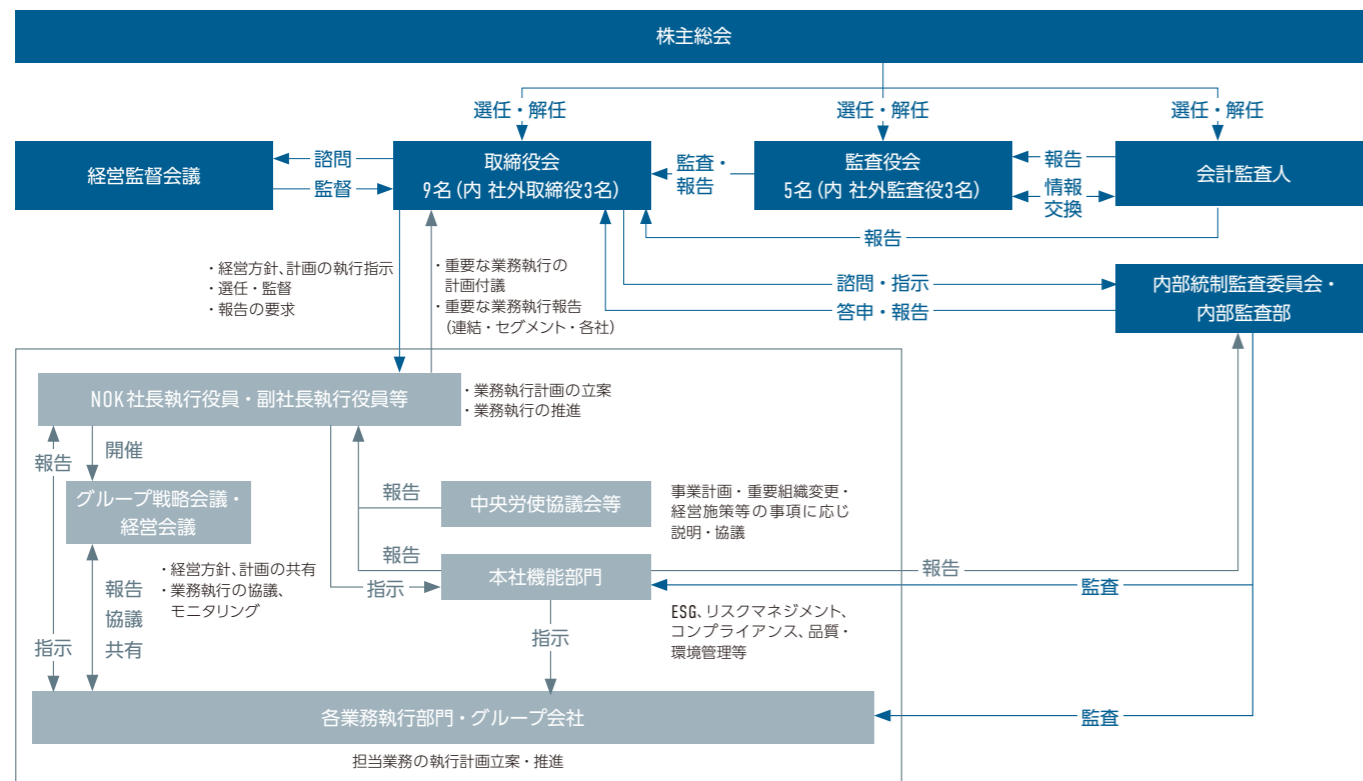 株主総会
選任・解任
選任・解任
選任・解任
経営監督会議
諮問
監督
取締役会
9名(内 社外取締役3名)
監査・
報告
監査役会
5名(内 社外監査役3名)
報告
情報
交換
会計監査人
報告
・経営方針、計画の執行指示
・選任・監督
・報告の要求
・重要な業務執行の
計画付議
・重要な業務執行報告
(連結・セグメント・各社)
諮問・指示
答申・報告
内部統制監査委員会・
内部監査部
NOK社長執行役員・副社長執行役員等
・業務執行計画の立案
・業務執行の推進
報告
開催
グループ戦略会議・
経営会議
報告
中央労使協議会等
事業計画・重要組織変更・
経営施策等の事項に応じ
説明・協議
・経営方針、計画の共有
・業務執行の協議、
モニタリング
報告
本社機能部門
報告
指示
監査
報告
協議
共有
指示
ESG、リスクマネジメント、
コンプライアンス、品質・
環境管理等
指示
各業務執行部門・グループ会社
監査
担当業務の執行計画立案・推進